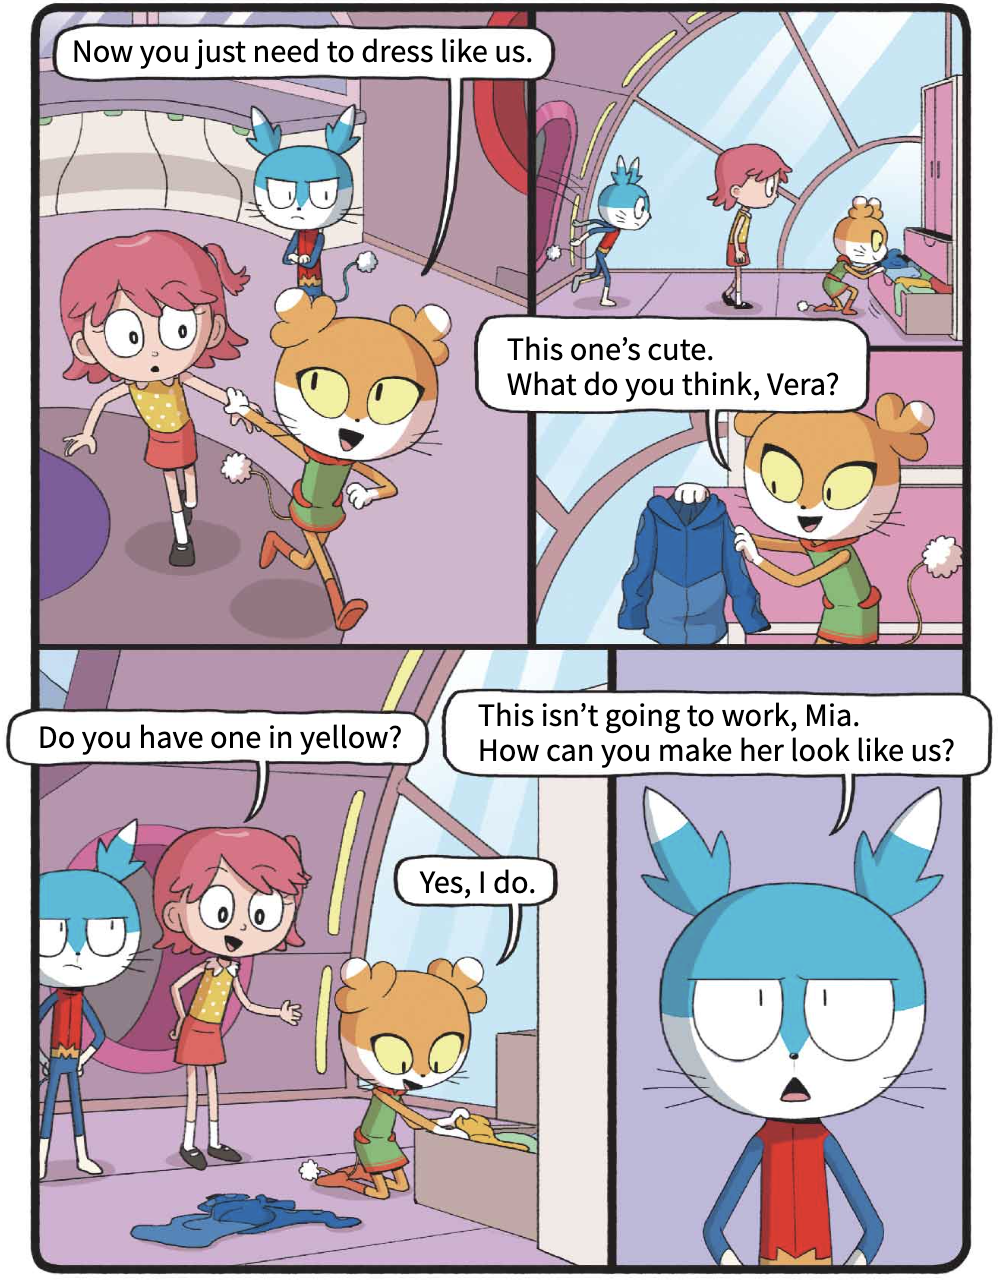 Now you just need to dress like us.
This one's cute.
What do you think, Vera?
Do you have one in yellow?
Yes, I do.
This isn't going to work, Mia.
How can you make her look like us?